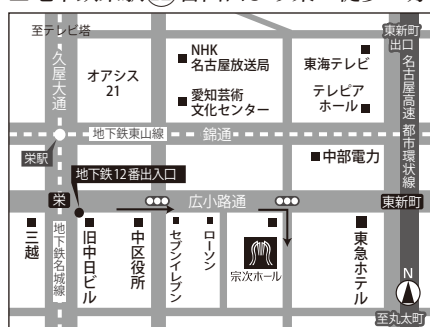 至テレビ塔
東新町
出口
久屋大通
オアシス
21
NHK
名古屋放送局
愛知芸術
文化センター
東海テレビ
テレピア
ホール
名古屋高速 都市環状線
地下鉄東山線
錦通
栄駅
中部電力
地下鉄12番出入口
栄
広小路通
東新町
三越
地下鉄名城線
旧中日ビル
中区役所
セブンイレブン
ローソン
宗次ホール
東急ホテル
N
至丸太町